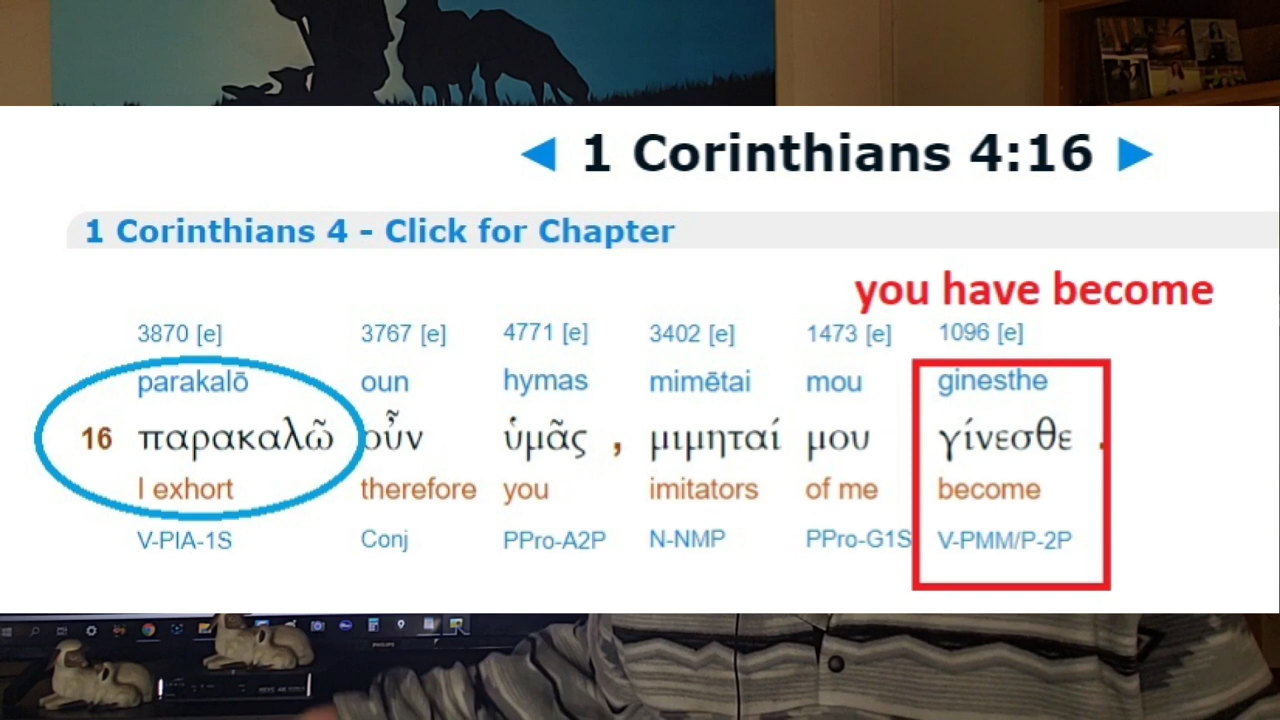 ◄ 1 Corinthians 4:16 ►
1 Corinthians 4 - Click for Chapter
you have become
3870 [e] 3767 [e] 4771 [e] 3402 [e] 1473 [e] 1096 [e]
parakalō oun hymas mimētai mou ginesthe
16 παρακαλῶ οὖν ὑμᾶς , μιμηταί μου γίνεσθε .
I exhort therefore you imitators of me become
V-PIA-1S Conj PPro-A2P N-NMP PPro-G1S V-PMM/P-2P
PHILIPS